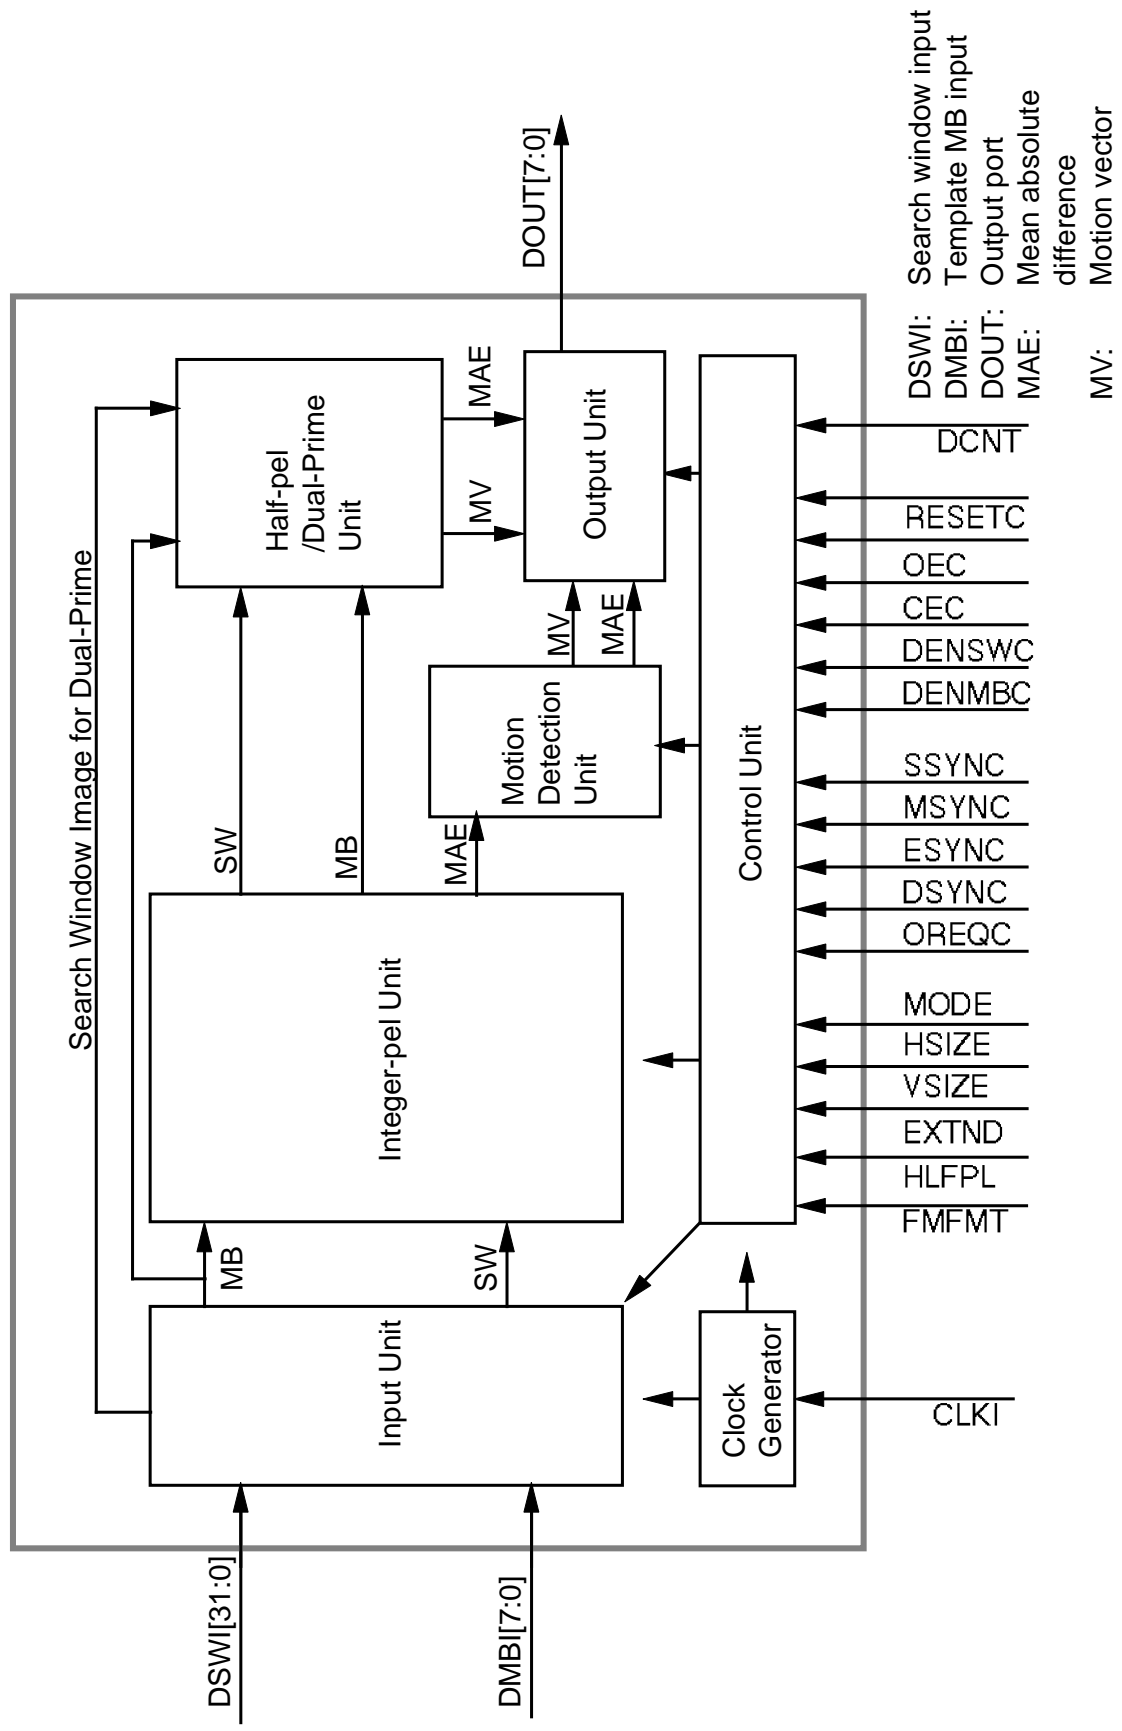 Search Window Image for Dual-Prime
DSWI[31:0]
DMBI[7:0]
Input Unit
MB
SW
Integer-pel Unit
SW
MB
MAE
Half-pel
/Dual-Prime
Unit
Motion
Detection
Unit
MV
MAE
MV
MAE
Output Unit
DOUT[7:0]
Clock
Generator
Control Unit
CLKI
FMFMT
HLFPL
EXTND
VSIZE
HSIZE
MODE
OREQC
DSYNC
ESYNC
MSYNC
SSYNC
DENMBC
DENSWC
CEC
OEC
RESETC
DCNT
DSWI: Search window input
DMBI: Template MB input
DOUT: Output port
MAE: Mean absolute
difference
MV: Motion vector